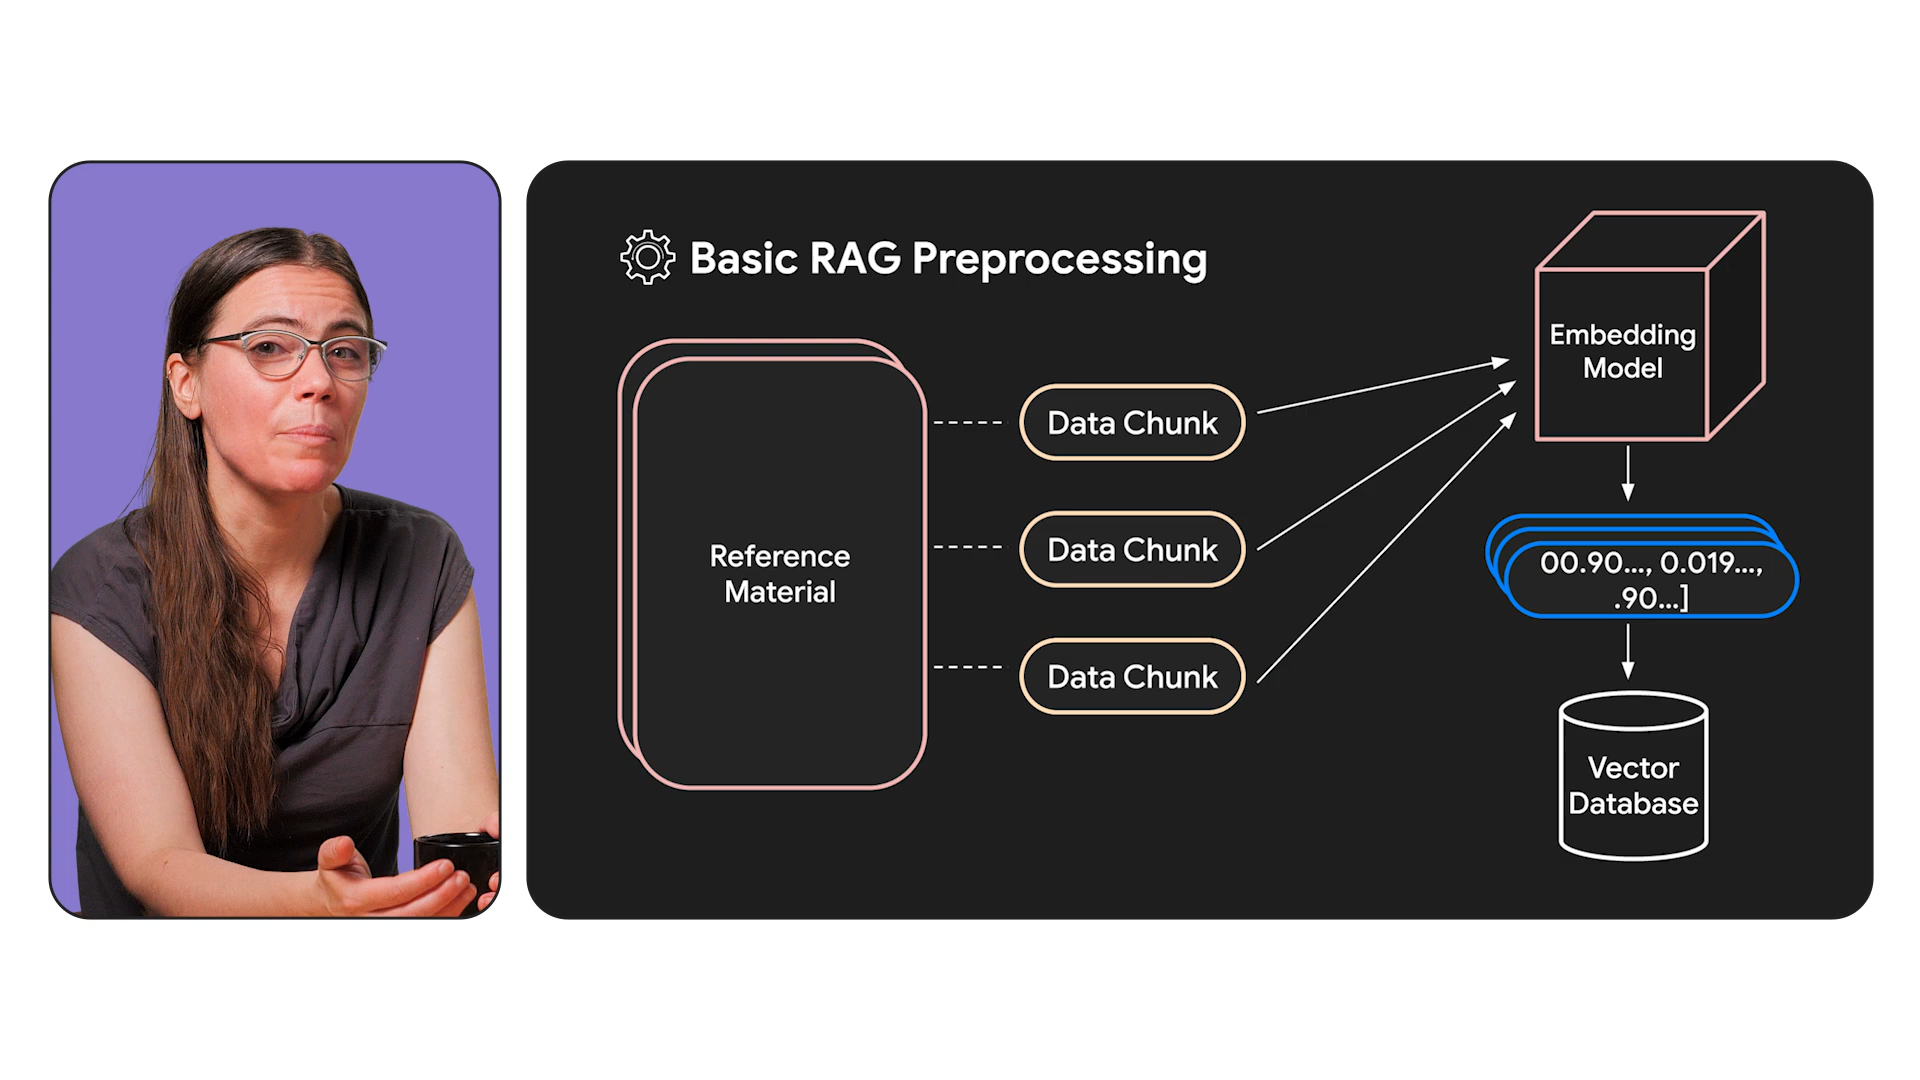 Basic RAG Preprocessing
Reference
Material
Data Chunk
Data Chunk
Data Chunk
Embedding
Model
00.90..., 0.019...,
.90...]
Vector
Database